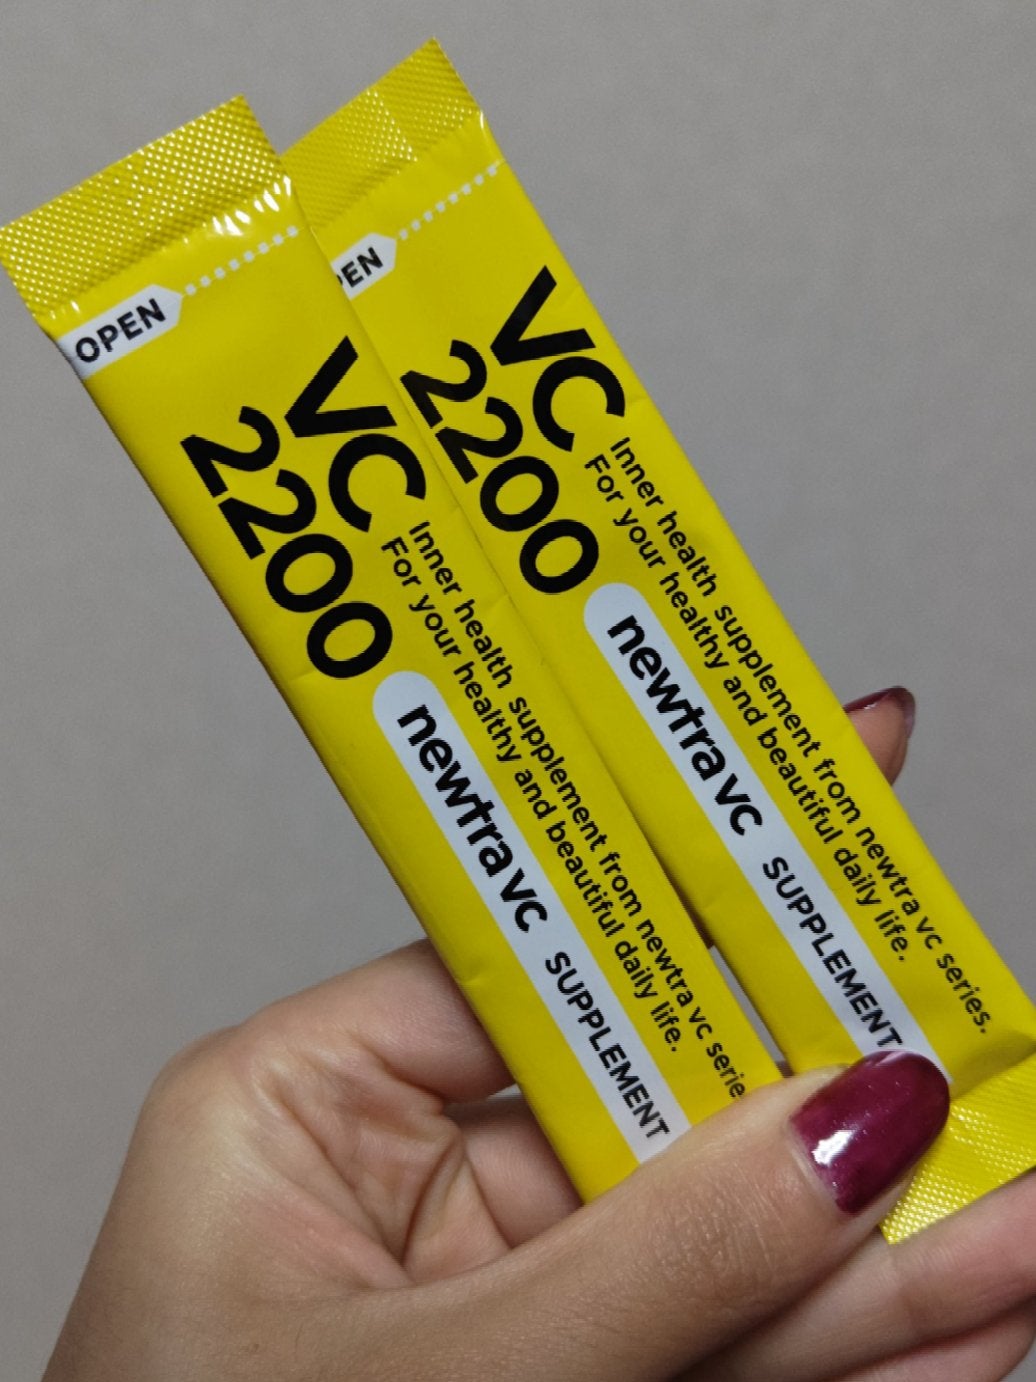 OPEN
VC
2200
Inner health supplement from newtra vc serie
For your healthy and beautiful daily life.
newtra vc SUPPLEMENT
PEN
VC
2200
Inner health supplement from newtra vc series.
For your healthy and beautiful daily life.
newtra vc SUPPLEMENT